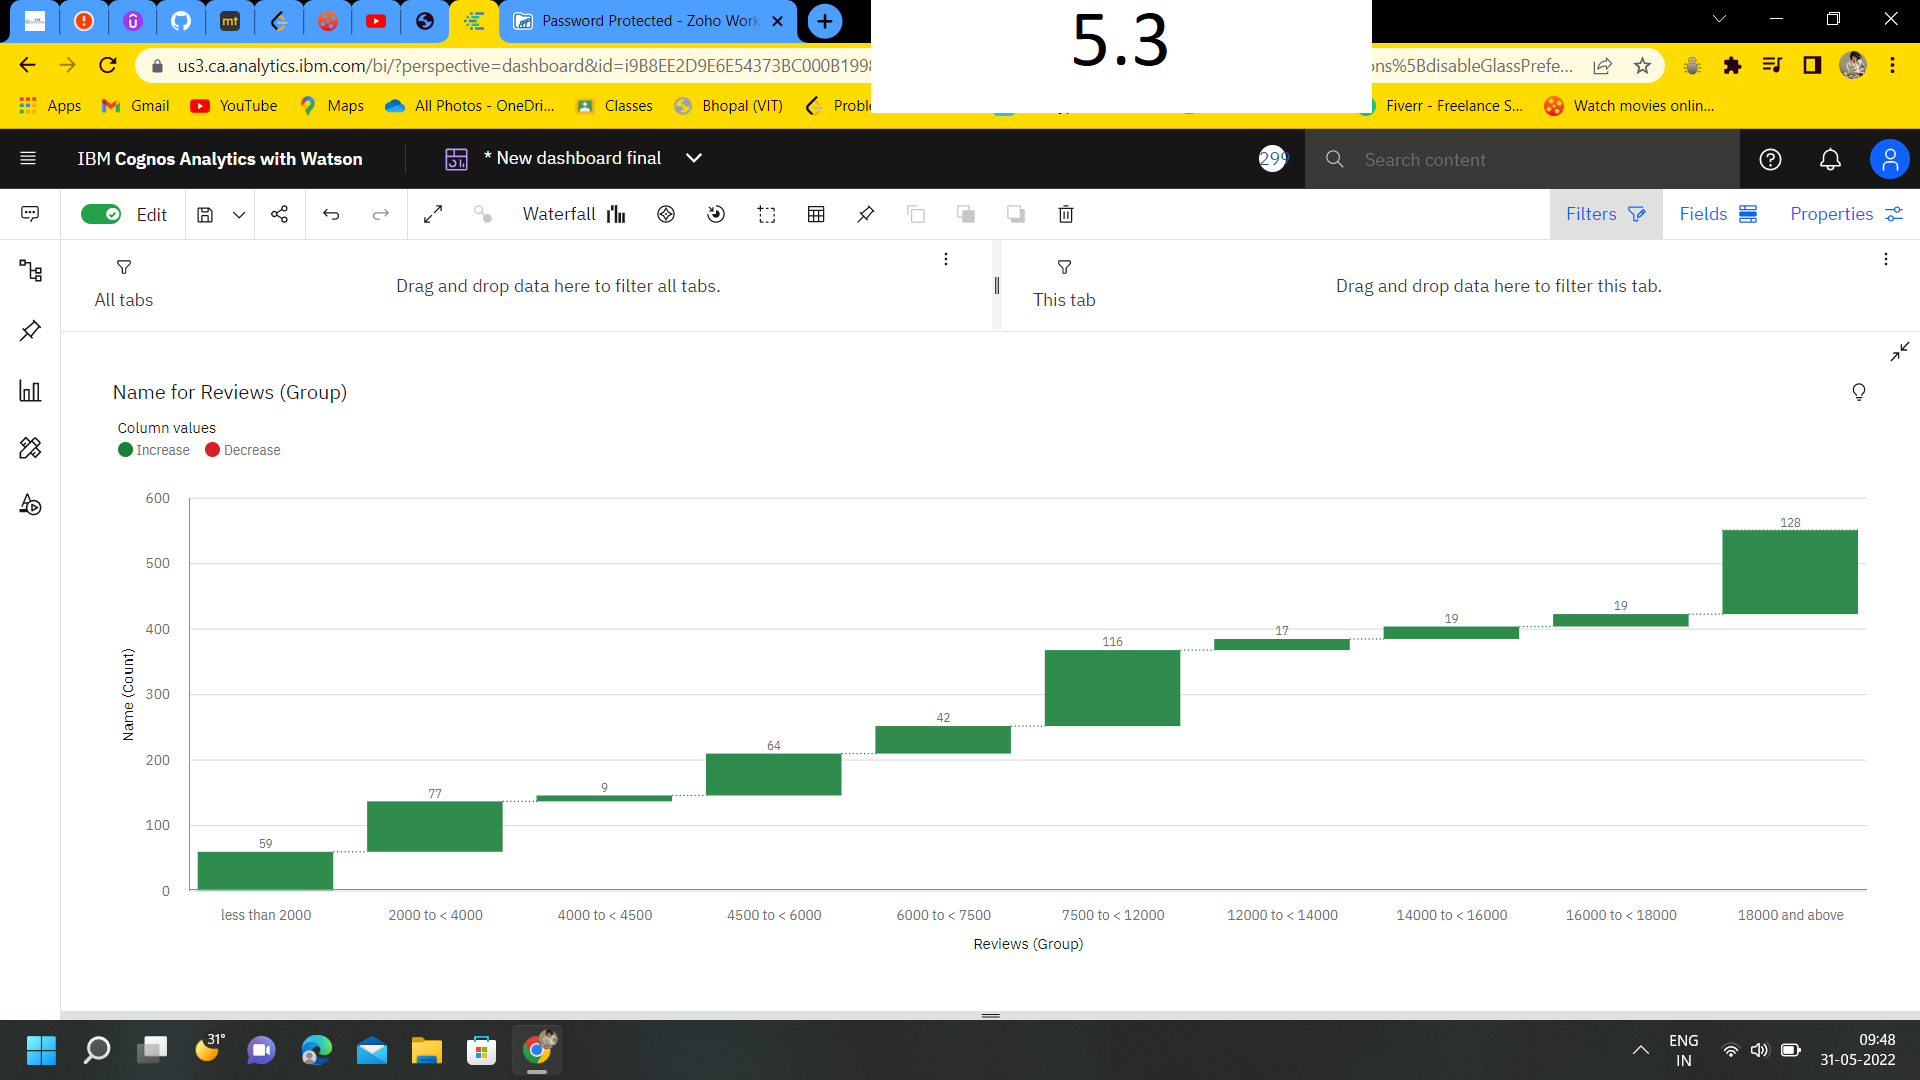 Password Protected - Zoho Work
5.3
us3.ca.analytics.ibm.com/bi/?perspective=dashboard&id=i9B8EE2D9E6E54373BC000B199
ons%5BdisableGlassPrefe...
Apps
Gmail
YouTube
Maps
All Photos - OneDri...
Classes
Bhopal (VIT)
Fiverr - Freelance S...
Watch movies onlin...
IBM Cognos Analytics with Watson
* New dashboard final
299
Search content
Edit
Waterfall
Filters
Fields
Properties
All tabs
Drag and drop data here to filter all tabs.
This tab
Drag and drop data here to filter this tab.
Name for Reviews (Group)
Column values
Increase
Decrease
600
500
400
300
200
100
0
Name (Count)
59
77
9
64
42
116
17
19
19
128
less than 2000
2000 to < 4000
4000 to < 4500
4500 to < 6000
6000 to < 7500
7500 to < 12000
12000 to < 14000
14000 to < 16000
16000 to < 18000
18000 and above
Reviews (Group)
31°
ENG
IN
09:48
31-05-2022